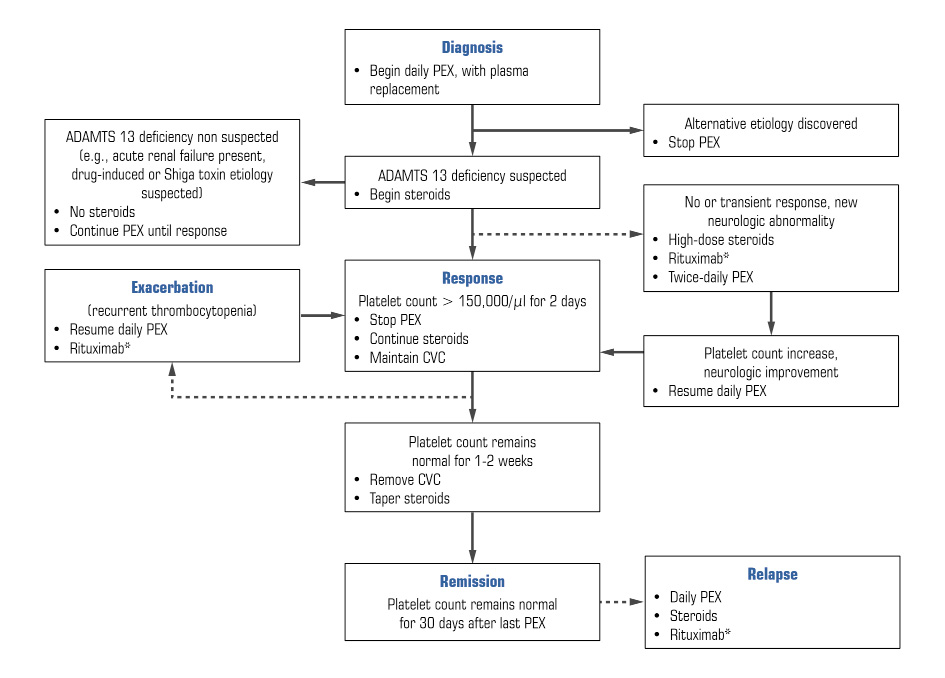 Diagnosis
• Begin daily PEX, with plasma
replacement
Alternative etiology discovered
• Stop PEX
ADAMTS 13 deficiency non suspected
(e.g., acute renal failure present,
drug-induced or Shiga toxin etiology
suspected)
• No steroids
• Continue PEX until response
ADAMTS 13 deficiency suspected
• Begin steroids
No or transient response, new
neurologic abnormality
• High-dose steroids
• Rituximab*
• Twice-daily PEX
Exacerbation
(recurrent thrombocytopenia)
• Resume daily PEX
• Rituximab*
Response
Platelet count > 150,000/µl for 2 days
• Stop PEX
• Continue steroids
• Maintain CVC
Platelet count increase,
neurologic improvement
• Resume daily PEX
Platelet count remains
normal for 1-2 weeks
• Remove CVC
• Taper steroids
Remission
Platelet count remains normal
for 30 days after last PEX
Relapse
• Daily PEX
• Steroids
• Rituximab*